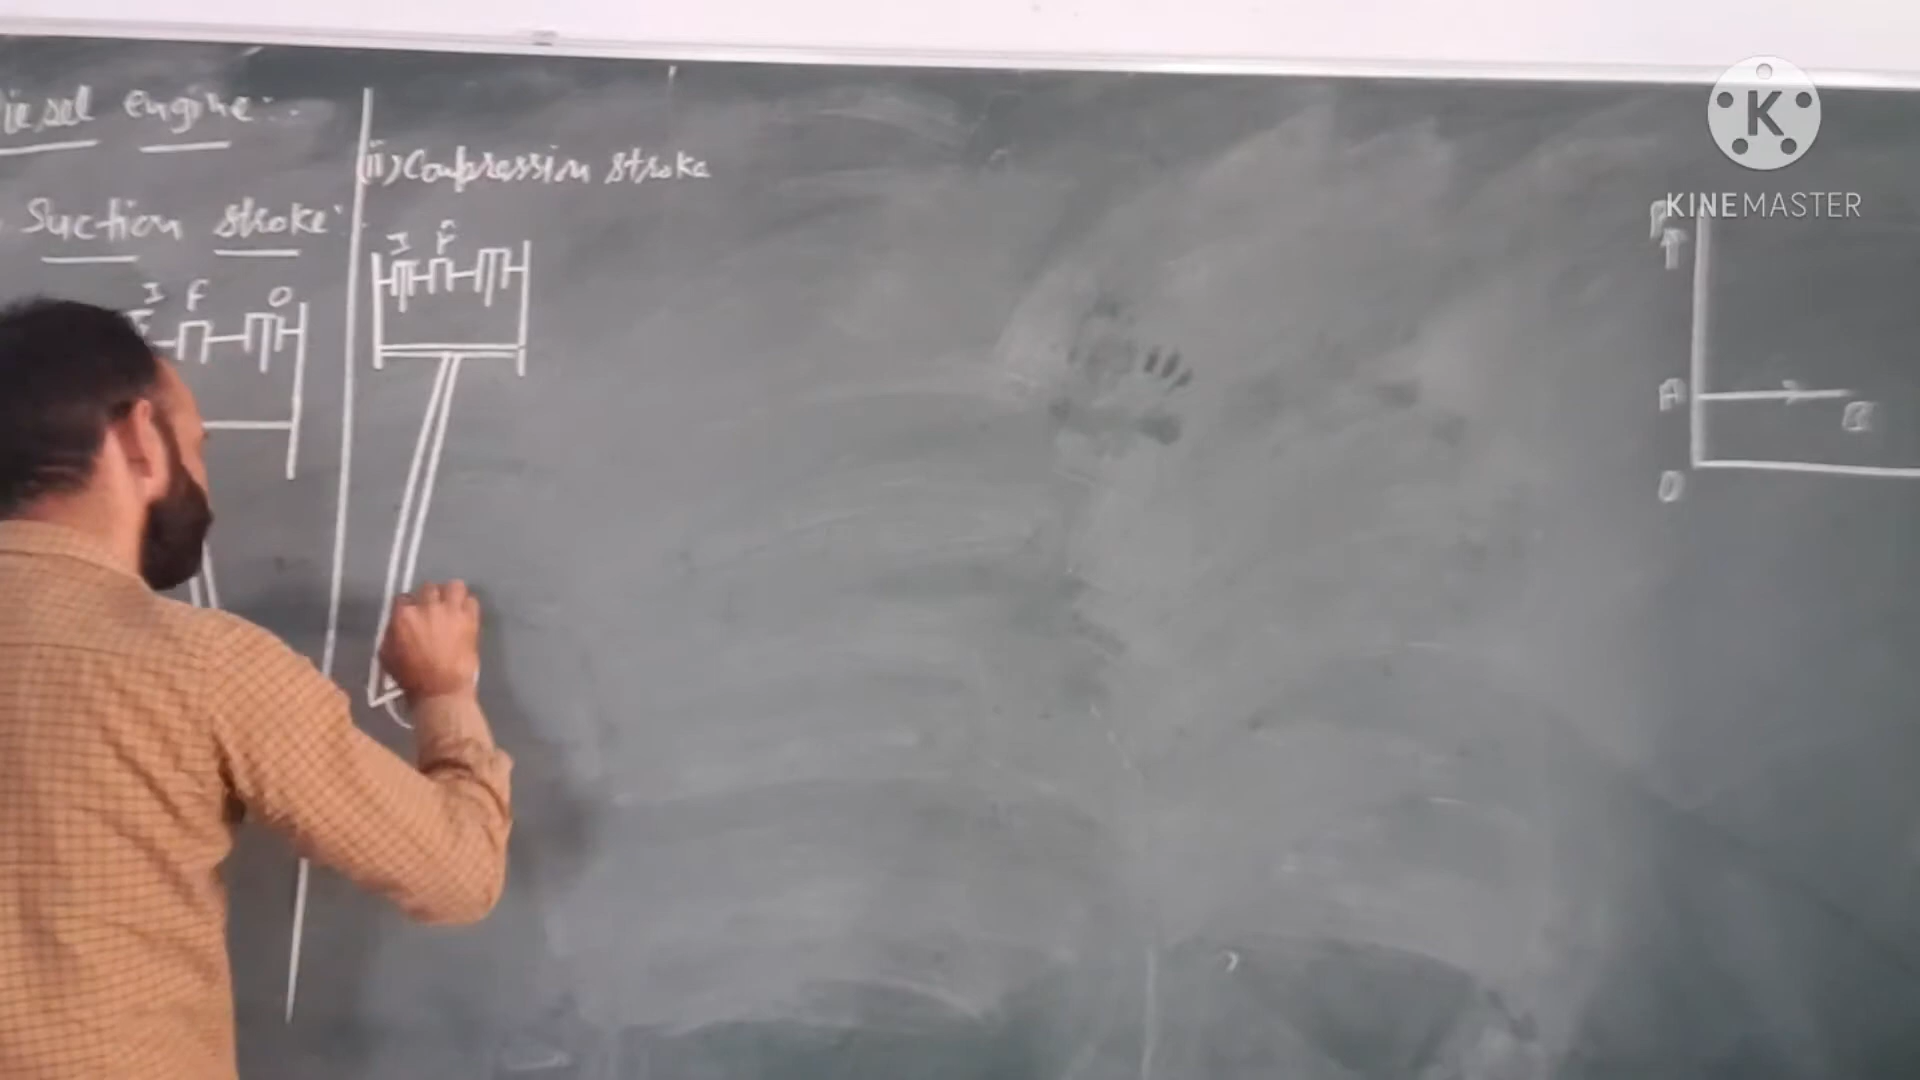 iesel engine:-
Suction stroke:-
I F O
(ii) Compression stroke
I F
P
A
B
O
K
KINEMASTER